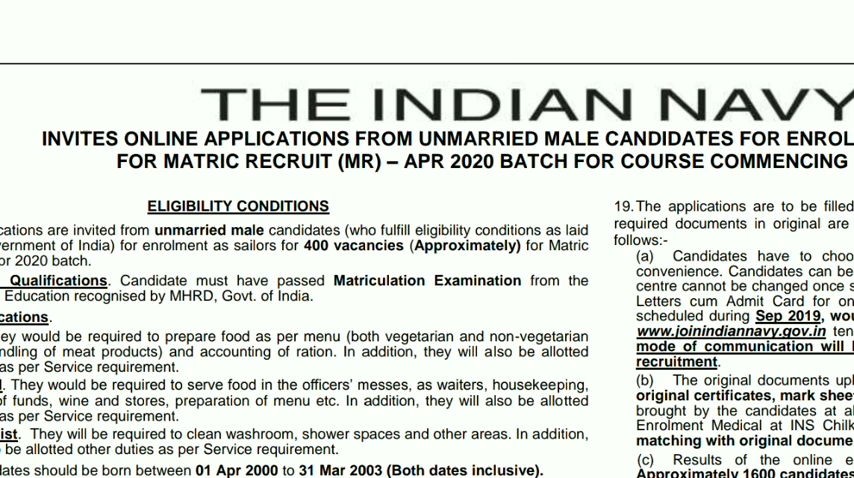 THE INDIAN NAVY
INVITES ONLINE APPLICATIONS FROM UNMARRIED MALE CANDIDATES FOR ENROL
FOR MATRIC RECRUIT (MR) – APR 2020 BATCH FOR COURSE COMMENCING
ELIGIBILITY CONDITIONS
cations are invited from unmarried male candidates (who fulfill eligibility conditions as laid
vernment of India) for enrolment as sailors for 400 vacancies (Approximately) for Matric
or 2020 batch.
Qualifications. Candidate must have passed Matriculation Examination from the
Education recognised by MHRD, Govt. of India.
cations.
ey would be required to prepare food as per menu (both vegetarian and non-vegetarian
ndling of meat products) and accounting of ration. In addition, they will also be allotted
as per Service requirement.
d. They would be required to serve food in the officers' messes, as waiters, housekeeping,
of funds, wine and stores, preparation of menu etc. In addition, they will also be allotted
as per Service requirement.
ist. They will be required to clean washroom, shower spaces and other areas. In addition,
be allotted other duties as per Service requirement.
dates should be born between 01 Apr 2000 to 31 Mar 2003 (Both dates inclusive).
19. The applications are to be filled
required documents in original are
follows:-
(a) Candidates have to choo
convenience. Candidates can be
centre cannot be changed once s
Letters cum Admit Card for on
scheduled during Sep 2019, wou
www.joinindiannavy.gov.in ten
mode of communication will b
recruitment.
(b) The original documents upl
original certificates, mark shee
brought by the candidates at al
Enrolment Medical at INS Chilk
matching with original docume
(c) Results of the online e
Approximately 1600 candidates